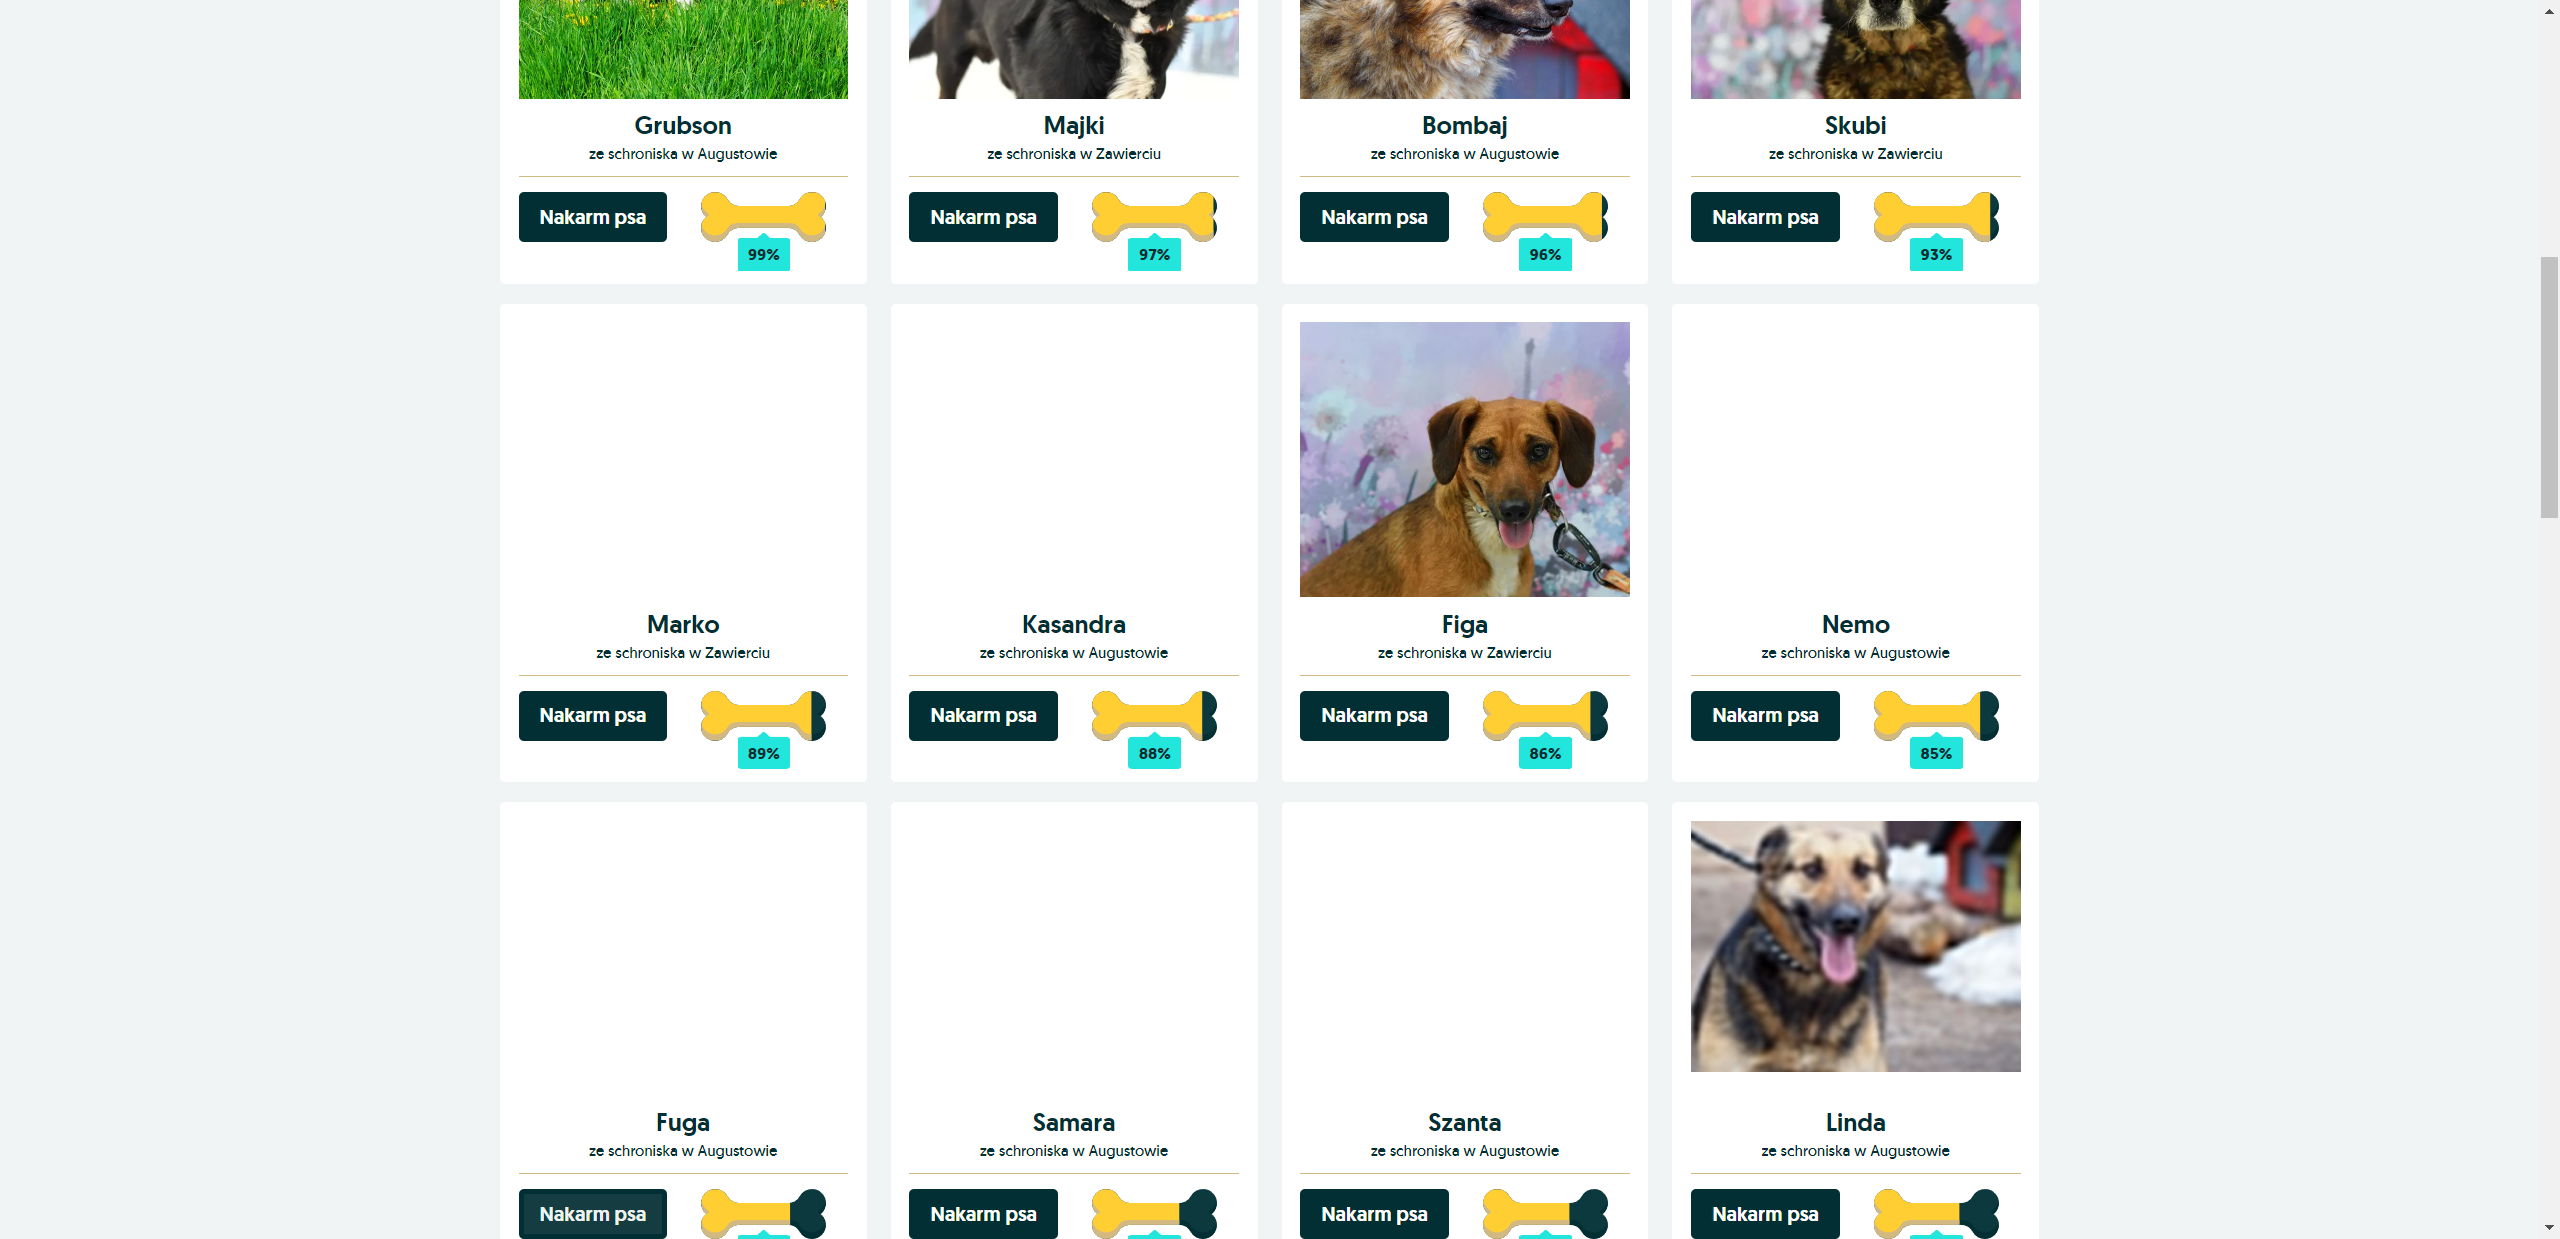 Grubson
ze schroniska w Augustowie
Nakarm psa
99%
Majki
ze schroniska w Zawierciu
Nakarm psa
97%
Bombaj
ze schroniska w Augustowie
Nakarm psa
96%
Skubi
ze schroniska w Zawierciu
Nakarm psa
93%
Marko
ze schroniska w Zawierciu
Nakarm psa
89%
Kasandra
ze schroniska w Augustowie
Nakarm psa
88%
Figa
ze schroniska w Zawierciu
Nakarm psa
86%
Nemo
ze schroniska w Augustowie
Nakarm psa
85%
Fuga
ze schroniska w Augustowie
Nakarm psa
Samara
ze schroniska w Augustowie
Nakarm psa
Szanta
ze schroniska w Augustowie
Nakarm psa
Linda
ze schroniska w Augustowie
Nakarm psa